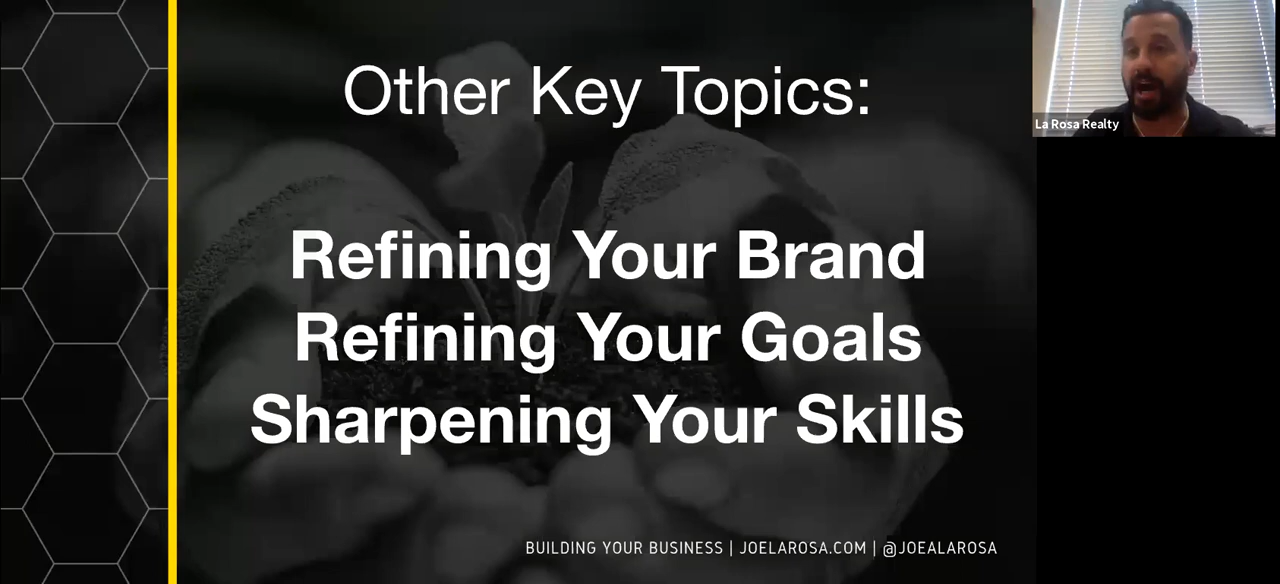 Other Key Topics:
Refining Your Brand
Refining Your Goals
Sharpening Your Skills
BUILDING YOUR BUSINESS | JOELAROSA.COM | @JOEALAROSA
La Rosa Realty